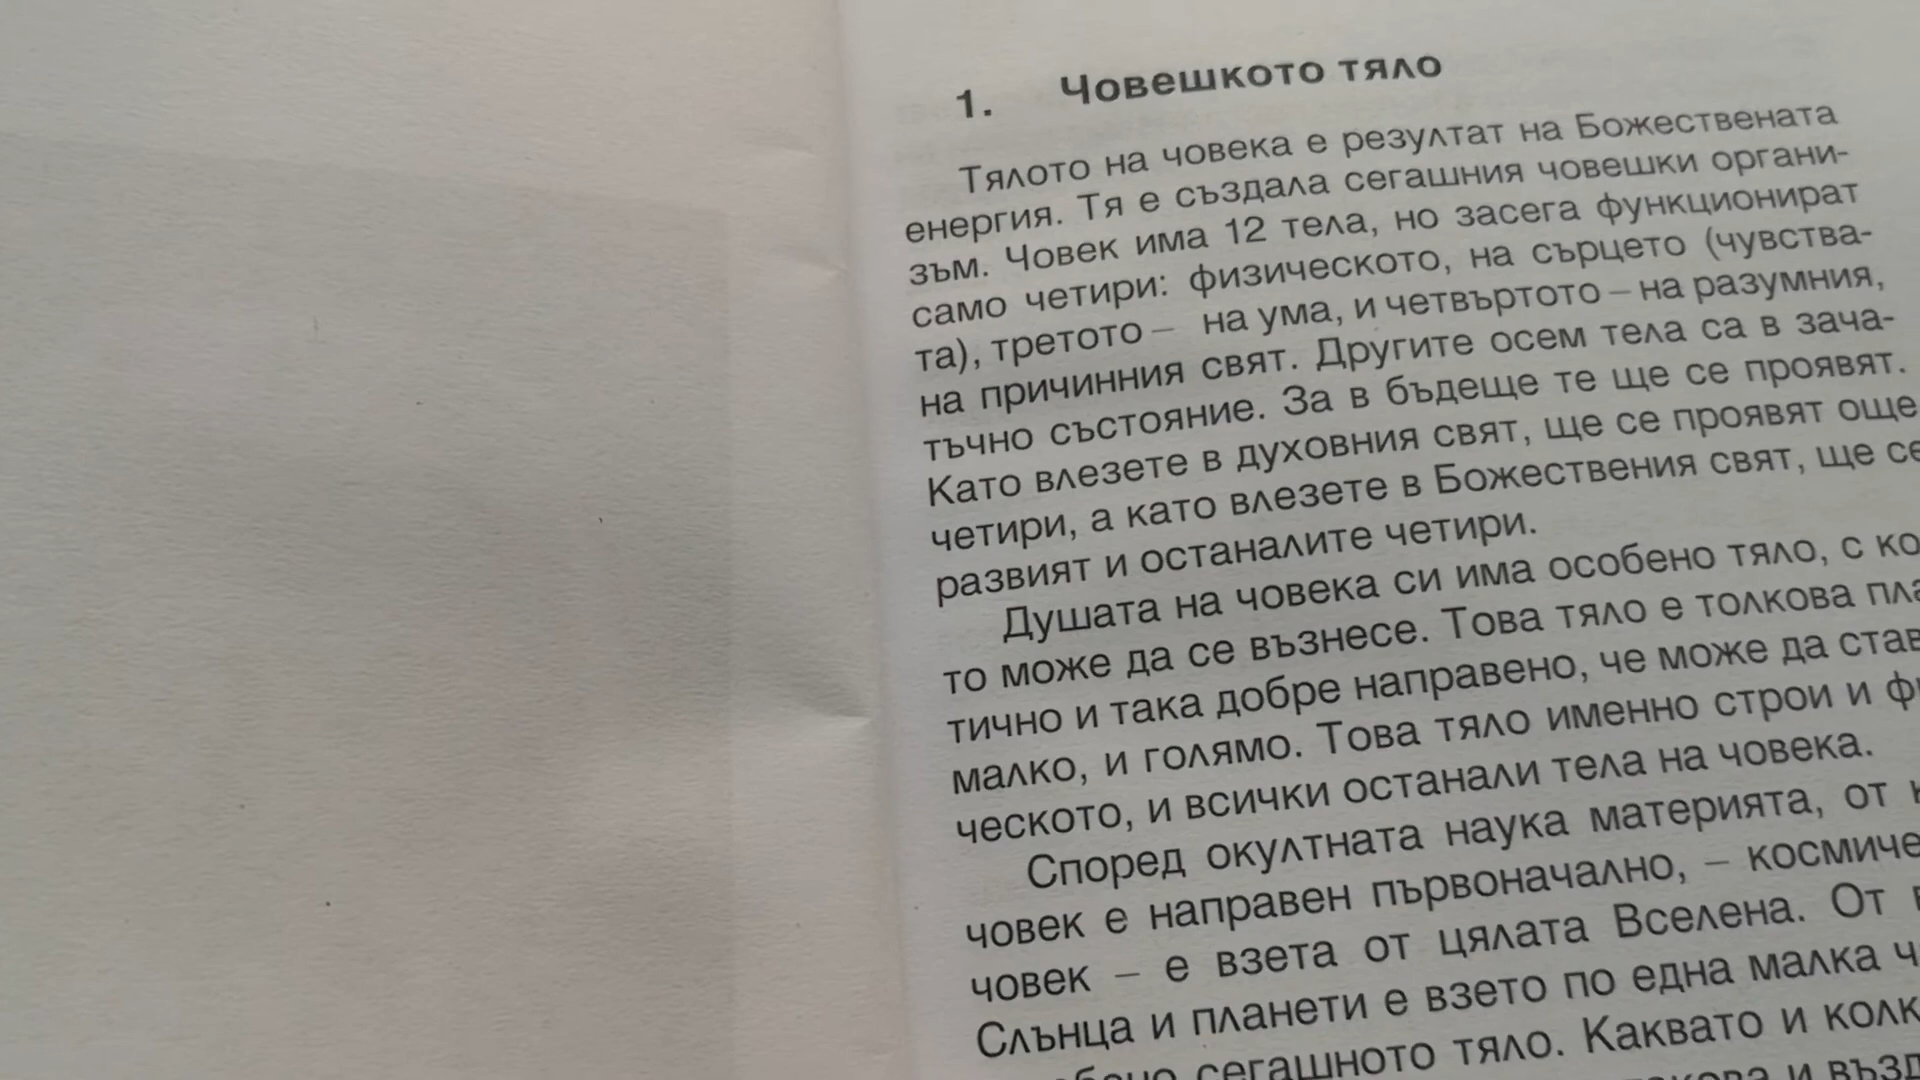 1. Човешкото тяло
Тялото на човека е резултат на Божествената
енергия. Тя е създала сегашния човешки органи-
зъм. Човек има 12 тела, но засега функционират
само четири: физическото, на сърцето (чувства-
та), третото – на ума, и четвъртото – на разумния,
на причинния свят. Другите осем тела са в зача-
тъчно състояние. За в бъдеще те ще се проявят.
Като влезете в духовния свят, ще се проявят още
четири, а като влезете в Божествения свят, ще се
развият и останалите четири.
Душата на човека си има особено тяло, с ко
то може да се възнесе. Това тяло е толкова пла
тично и така добре направено, че може да став
малко, и голямо. Това тяло именно строи и ф
ческото, и всички останали тела на човека.
Според окултната наука материята, от
човек е направен първоначално, – космиче
човек – е взета от цялата Вселена. От
Слънца и планети е взето по една малка ч
сегашното тяло. Каквато и колк
и възд